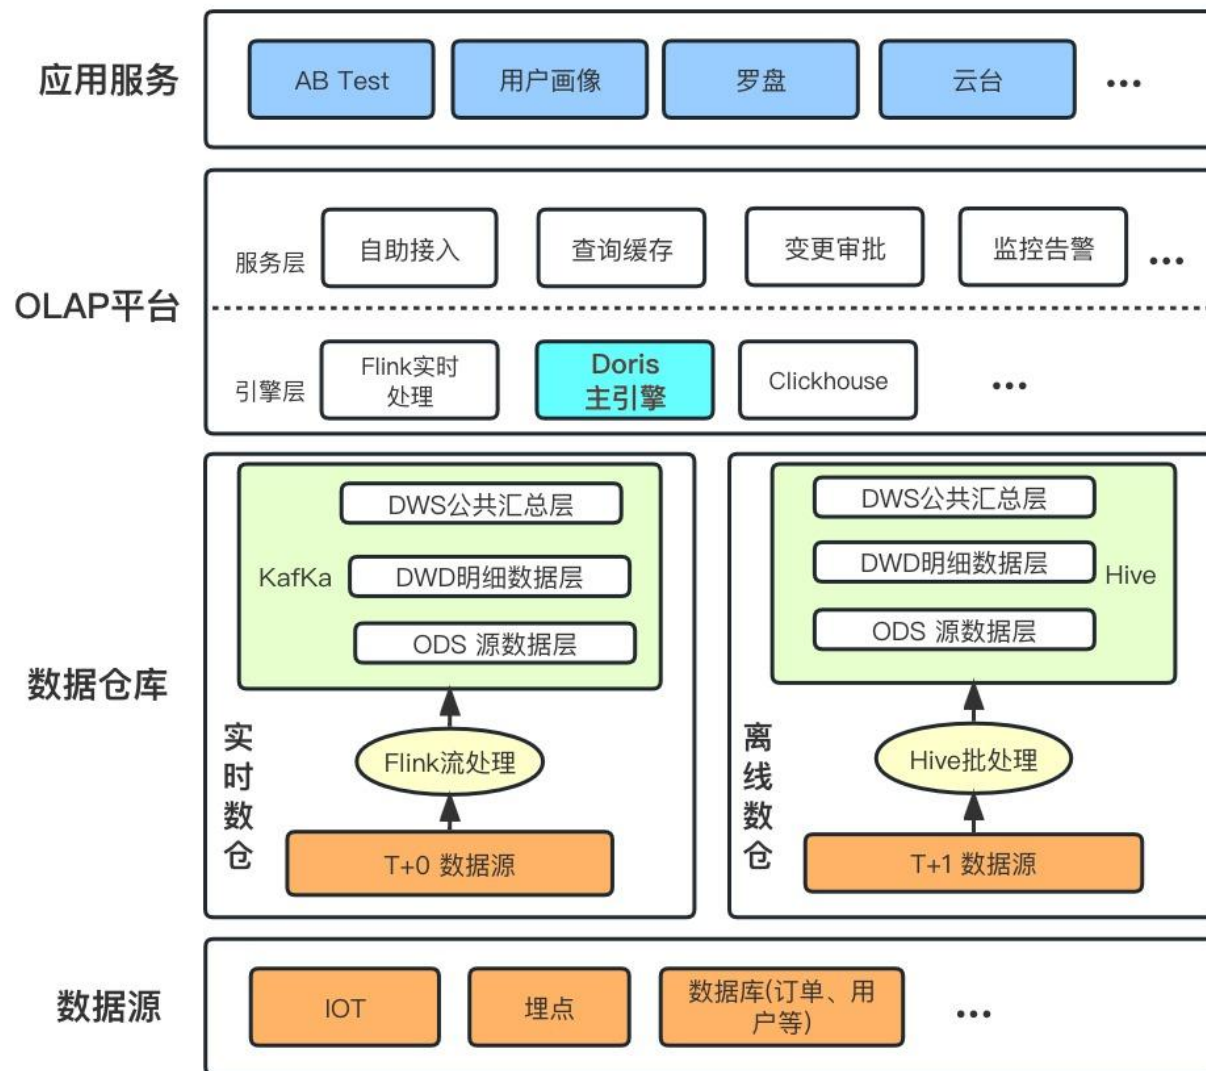 应用服务
AB Test
用户画像
罗盘
云台
...
OLAP平台
服务层
自助接入
查询缓存
变更审批
监控告警
...
引擎层
Flink实时
处理
Doris
主引擎
Clickhouse
...
数据仓库
实时数仓
KafKa
DWS公共汇总层
DWD明细数据层
ODS 源数据层
Flink流处理
T+0 数据源
离线数仓
DWS公共汇总层
DWD明细数据层
Hive
ODS 源数据层
Hive批处理
T+1 数据源
数据源
IOT
埋点
数据库(订单、用
户等)
...